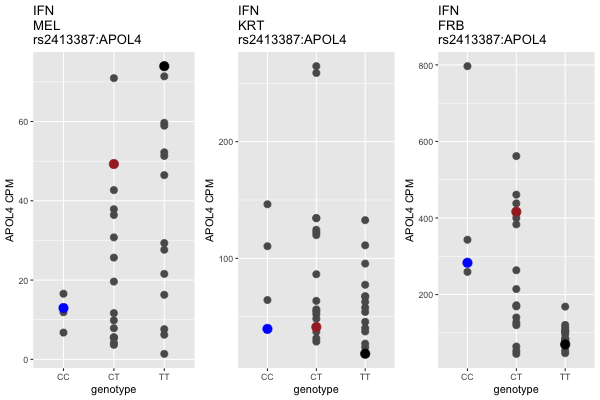 IFN
MEL
rs2413387:APOL4
APOL4 CPM
60
40
20
0
CC
CT
TT
genotype
IFN
KRT
rs2413387:APOL4
APOL4 CPM
200
100
CC
CT
TT
genotype
IFN
FRB
rs2413387:APOL4
APOL4 CPM
800
600
400
200
CC
CT
TT
genotype